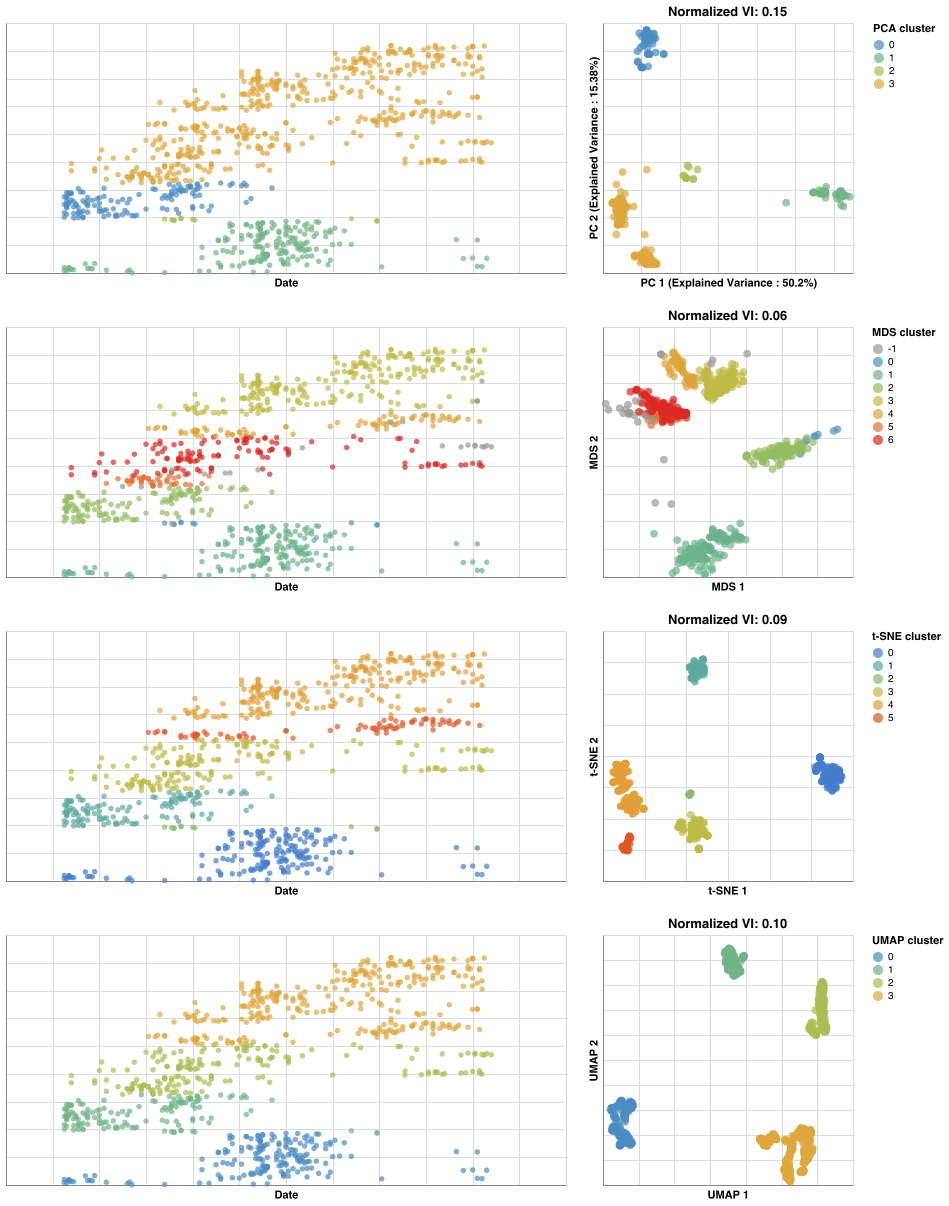 Normalized VI: 0.15
PCA cluster
0
1
2
3
PC 2 (Explained Variance : 15.38%)
Date
PC 1 (Explained Variance : 50.2%)
Normalized VI: 0.06
MDS cluster
-1
0
1
2
3
4
5
6
MDS 2
Date
MDS 1
Normalized VI: 0.09
t-SNE cluster
0
1
2
3
4
5
t-SNE 2
Date
t-SNE 1
Normalized VI: 0.10
UMAP cluster
0
1
2
3
UMAP 2
Date
UMAP 1